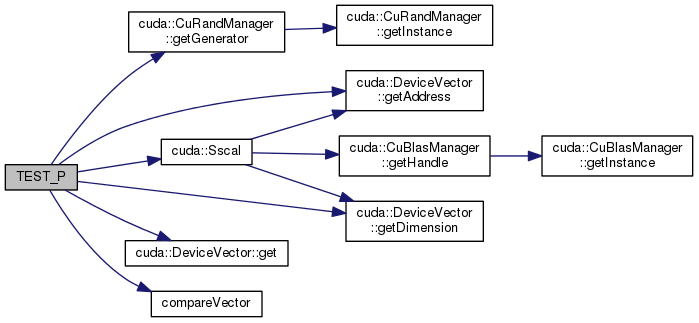 TEST_P
cuda::CuRandManager
::getGenerator
cuda::CuRandManager
::getInstance
cuda::DeviceVector
::getAddress
cuda::Sscal
cuda::CuBlasManager
::getHandle
cuda::CuBlasManager
::getInstance
cuda::DeviceVector
::getDimension
cuda::DeviceVector::get
compareVector